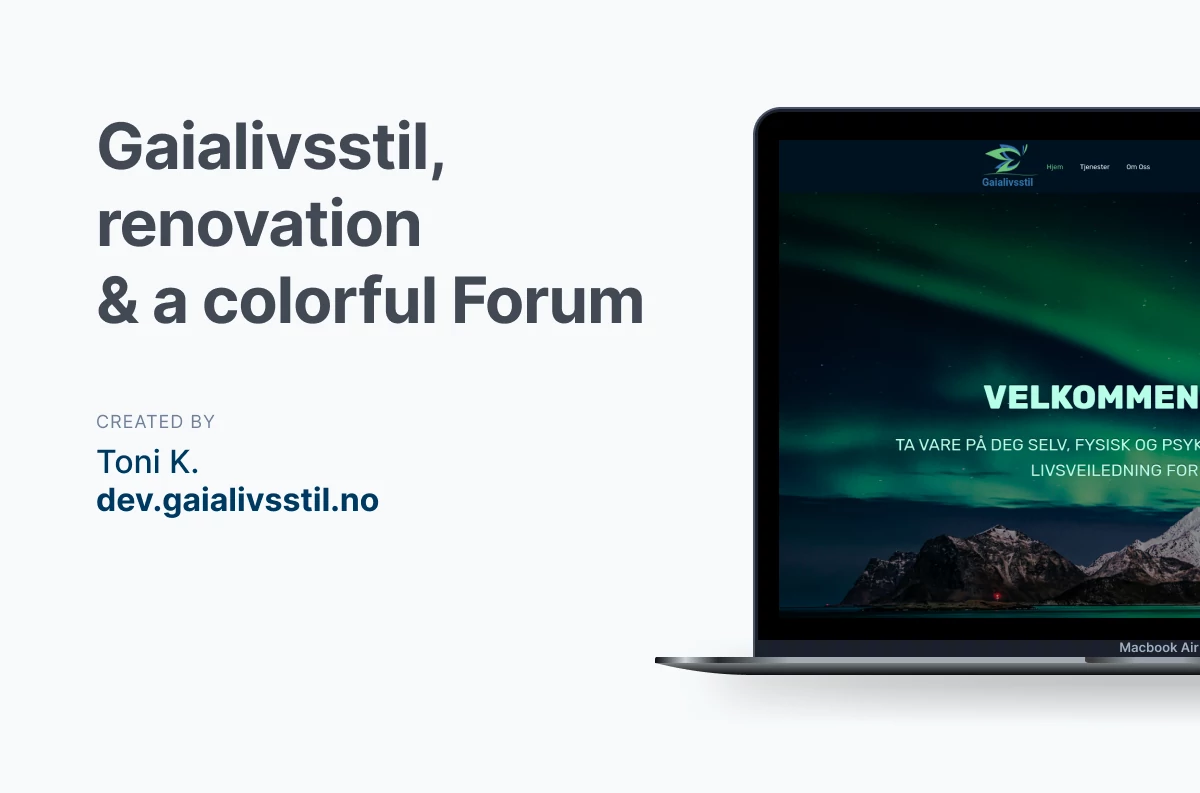 Gaialivsstil,
renovation
& a colorful Forum
CREATED BY
Toni K.
dev.gaialivsstil.no
Gaialivsstil
Hjem Tjenester Om Oss
VELKOMMEN
TA VARE PÅ DEG SELV, FYSISK OG PSYK
LIVSVEILEDNING FOR
Macbook Air